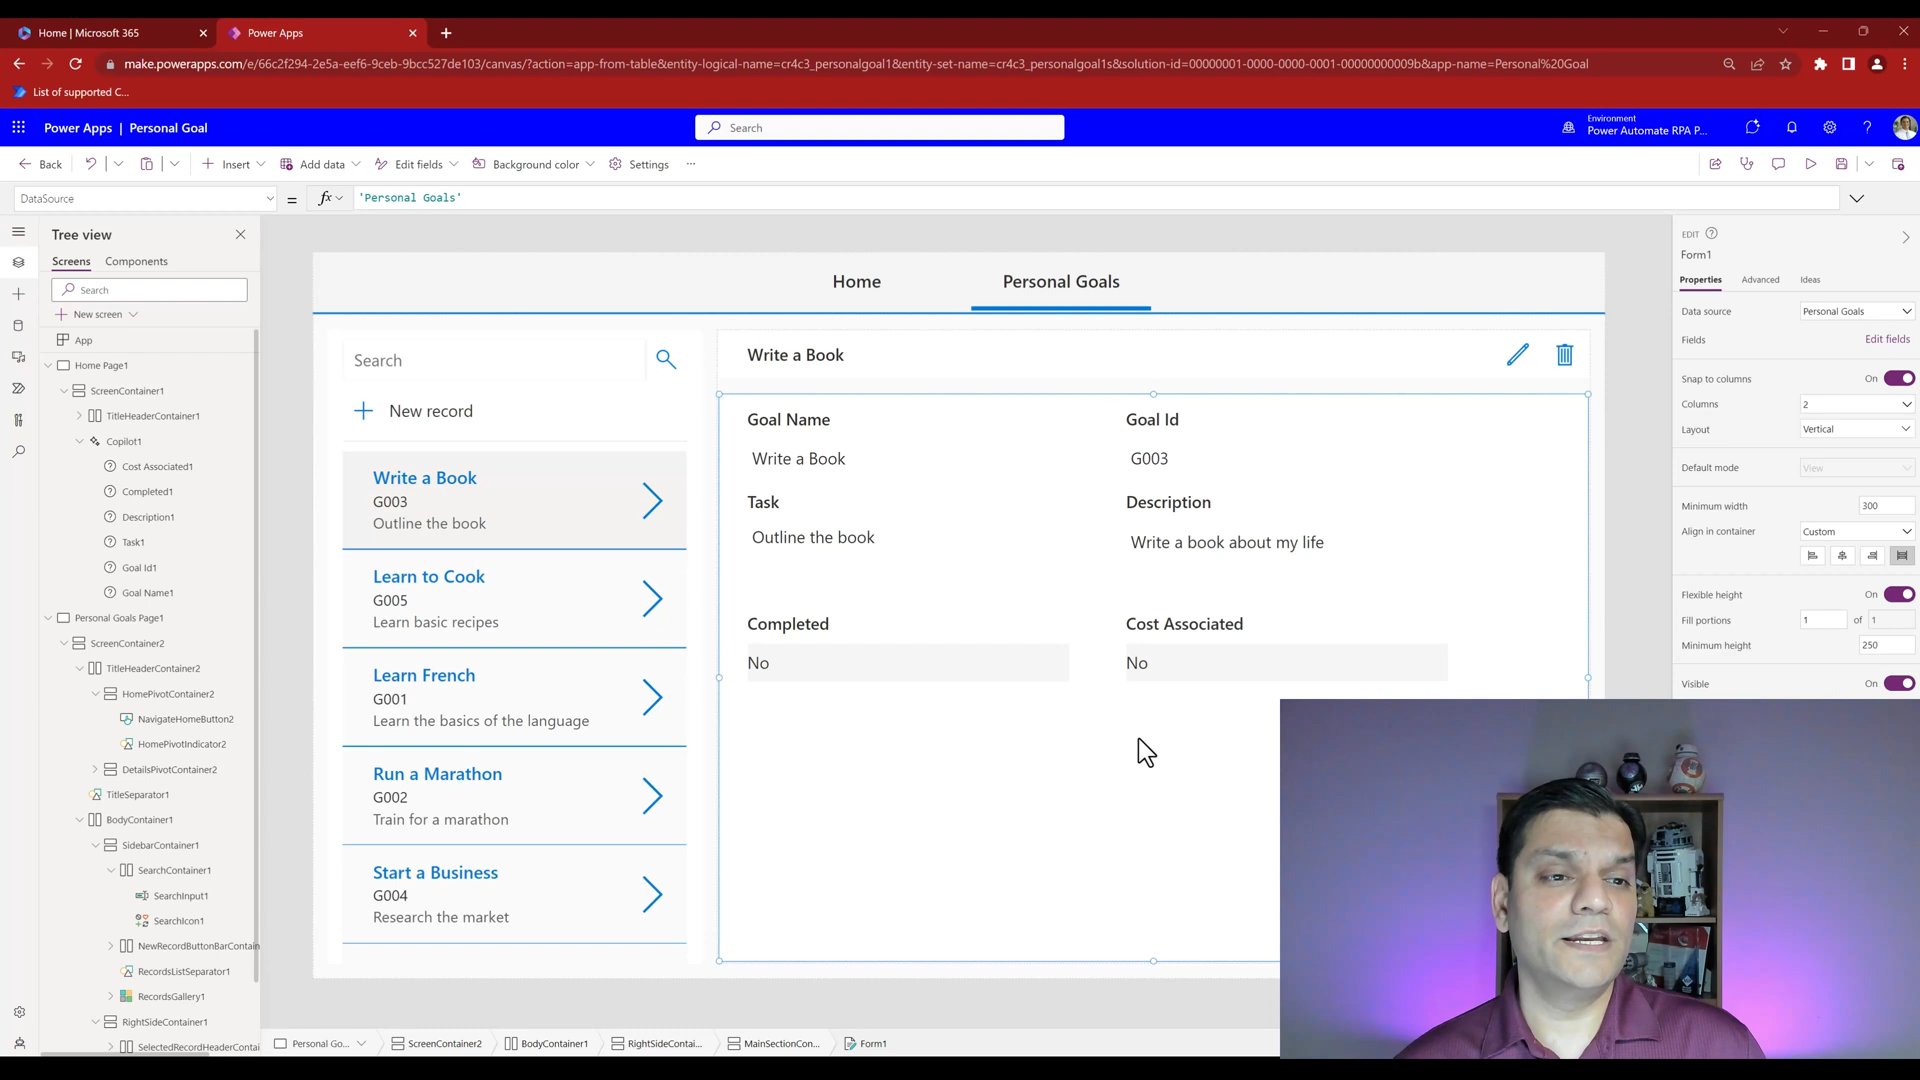 Home | Microsoft 365
Power Apps
make.powerapps.com/e/66c2f294-2e5a-eef6-9ceb-9bcc527de103/canvas/?action=app-from-table&entity-logical-name=cr4c3_personalgoal1&entity-set-name=cr4c3_personalgoal1s&solution-id=00000001-0000-0000-0001-00000000009b&app-name=Personal%20Goal
List of supported C...
Power Apps | Personal Goal
Search
Environment
Power Automate RPA P...
Back
Insert
Add data
Edit fields
Background color
Settings
DataSource
=
fx
'Personal Goals'
Tree view
Screens
Components
Search
New screen
App
Home Page1
ScreenContainer1
TitleHeaderContainer1
Copilot1
Cost Associated1
Completed1
Description1
Task1
Goal Id1
Goal Name1
Personal Goals Page1
ScreenContainer2
TitleHeaderContainer2
HomePivotContainer2
NavigateHomeButton2
HomePivotIndicator2
DetailsPivotContainer2
TitleSeparator1
BodyContainer1
SidebarContainer1
SearchContainer1
SearchInput1
SearchIcon1
NewRecordButtonBarContain
RecordsListSeparator1
RecordsGallery1
RightSideContainer1
SelectedRecordHeaderContai
Home
Personal Goals
Search
New record
Write a Book
G003
Outline the book
Learn to Cook
G005
Learn basic recipes
Learn French
G001
Learn the basics of the language
Run a Marathon
G002
Train for a marathon
Start a Business
G004
Research the market
Write a Book
Goal Name
Write a Book
Goal Id
G003
Task
Outline the book
Description
Write a book about my life
Completed
No
Cost Associated
No
EDIT
Form1
Properties
Advanced
Ideas
Data source
Personal Goals
Fields
Edit fields
Snap to columns
On
Columns
2
Layout
Vertical
Default mode
View
Minimum width
300
Align in container
Custom
Flexible height
On
Fill portions
1
of
1
Minimum height
250
Visible
On
Personal Go...
ScreenContainer2
BodyContainer1
RightSideContai...
MainSectionCon...
Form1